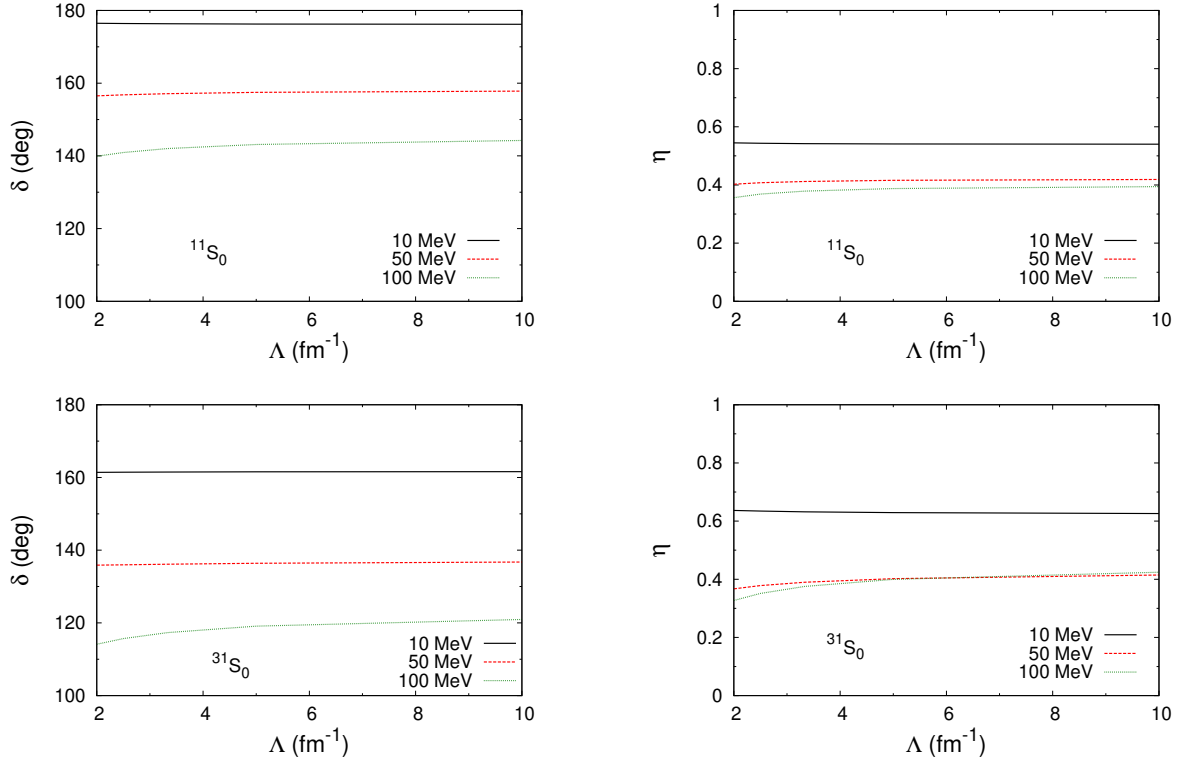 180
160
140
120
100
δ (deg)
¹¹S₀
10 MeV
50 MeV
100 MeV
2 4 6 8 10
Λ (fm⁻¹)
1
0.8
0.6
0.4
0.2
0
η
¹¹S₀
10 MeV
50 MeV
100 MeV
2 4 6 8 10
Λ (fm⁻¹)
180
160
140
120
100
δ (deg)
³¹S₀
10 MeV
50 MeV
100 MeV
2 4 6 8 10
Λ (fm⁻¹)
1
0.8
0.6
0.4
0.2
0
η
³¹S₀
10 MeV
50 MeV
100 MeV
2 4 6 8 10
Λ (fm⁻¹)